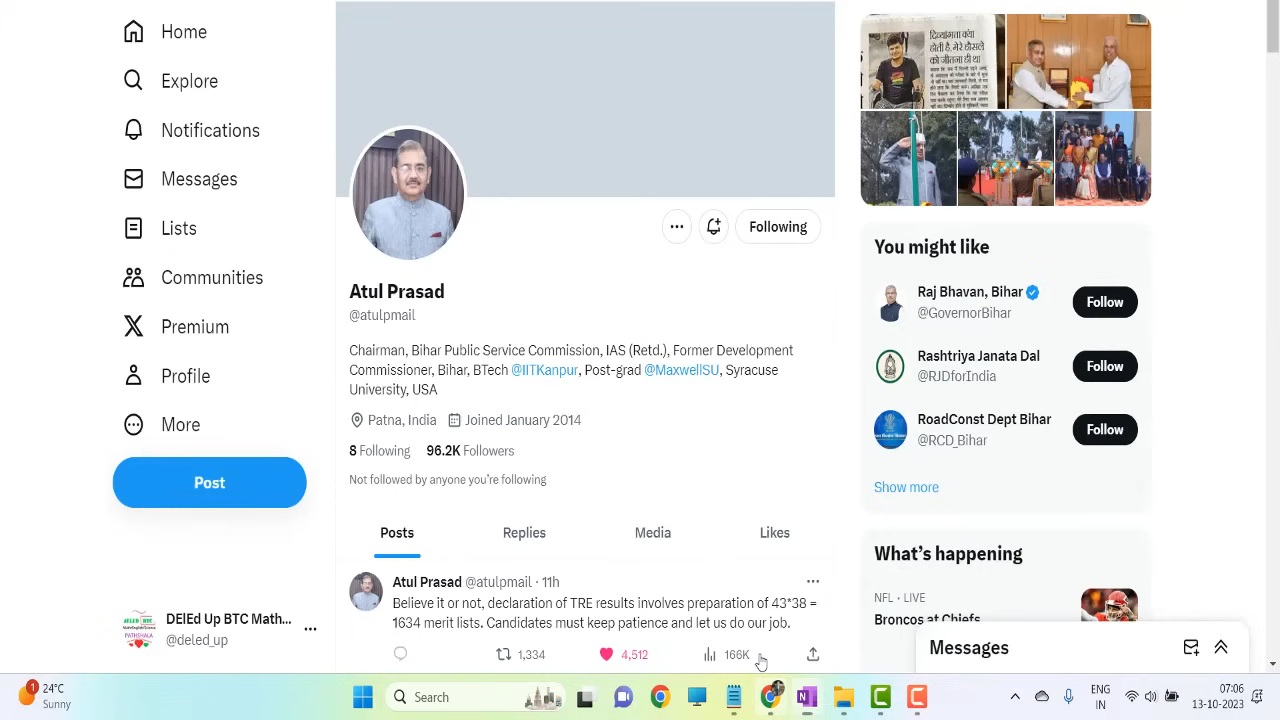 Home
Explore
Notifications
Messages
Lists
Communities
Premium
Profile
More
Post
DElEd Up BTC Math...
@deled_up
Following
Atul Prasad
@atulpmail
Chairman, Bihar Public Service Commission, IAS (Retd.), Former Development
Commissioner, Bihar, BTech @IITKanpur, Post-grad @MaxwellSU, Syracuse
University, USA
Patna, India Joined January 2014
8 Following 96.2K Followers
Not followed by anyone you're following
Posts Replies Media Likes
Atul Prasad @atulpmail · 11h
Believe it or not, declaration of TRE results involves preparation of 43*38 =
1634 merit lists. Candidates must keep patience and let us do our job.
1,334 4,512 166K
दिव्यांगता क्या
होती है, मेरे हौसले
को जीतना ही था
You might like
Raj Bhavan, Bihar
@GovernorBihar
Follow
Rashtriya Janata Dal
@RJDforIndia
Follow
RoadConst Dept Bihar
@RCD_Bihar
Follow
Show more
What's happening
NFL · LIVE
Broncos at Chiefs
Messages
1
24°C
Sunny
Search
ENG
IN
07:06
13-10-2023